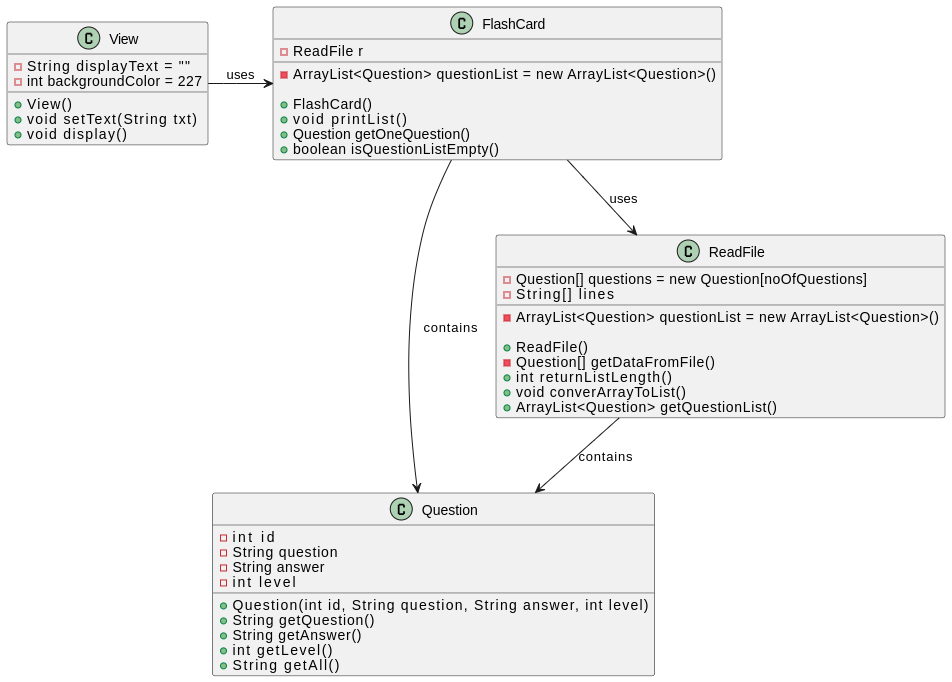 C View
String displayText = ""
int backgroundColor = 227
View()
void setText(String txt)
void display()
uses
C FlashCard
ReadFile r
ArrayList<Question> questionList = new ArrayList<Question>()
FlashCard()
void printList()
Question getOneQuestion()
boolean isQuestionListEmpty()
uses
contains
C ReadFile
Question[] questions = new Question[noOfQuestions]
String[] lines
ArrayList<Question> questionList = new ArrayList<Question>()
ReadFile()
Question[] getDataFromFile()
int returnListLength()
void converArrayToList()
ArrayList<Question> getQuestionList()
contains
C Question
int id
String question
String answer
int level
Question(int id, String question, String answer, int level)
String getQuestion()
String getAnswer()
int getLevel()
String getAll()